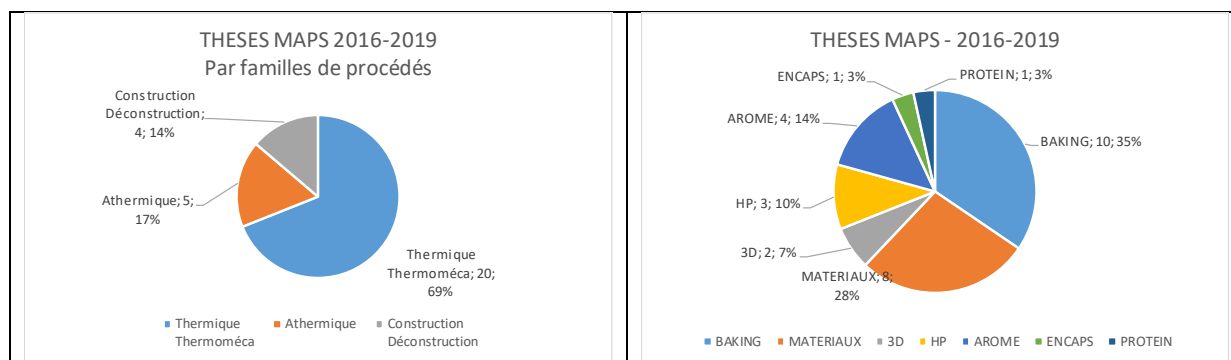 THESES MAPS 2016-2019
Par familles de procédés
Construction
Déconstruction;
4; 14%
Athermique; 5;
17%
Thermique
Thermoméca; 20;
69%
Thermique
Thermoméca
Athermique
Construction
Déconstruction
THESES MAPS - 2016-2019
ENCAPS; 1; 3%
PROTEIN; 1; 3%
AROME; 4; 14%
BAKING; 10; 35%
HP; 3; 10%
3D; 2; 7%
MATERIAUX; 8;
28%
BAKING MATERIAUX 3D HP AROME ENCAPS PROTEIN